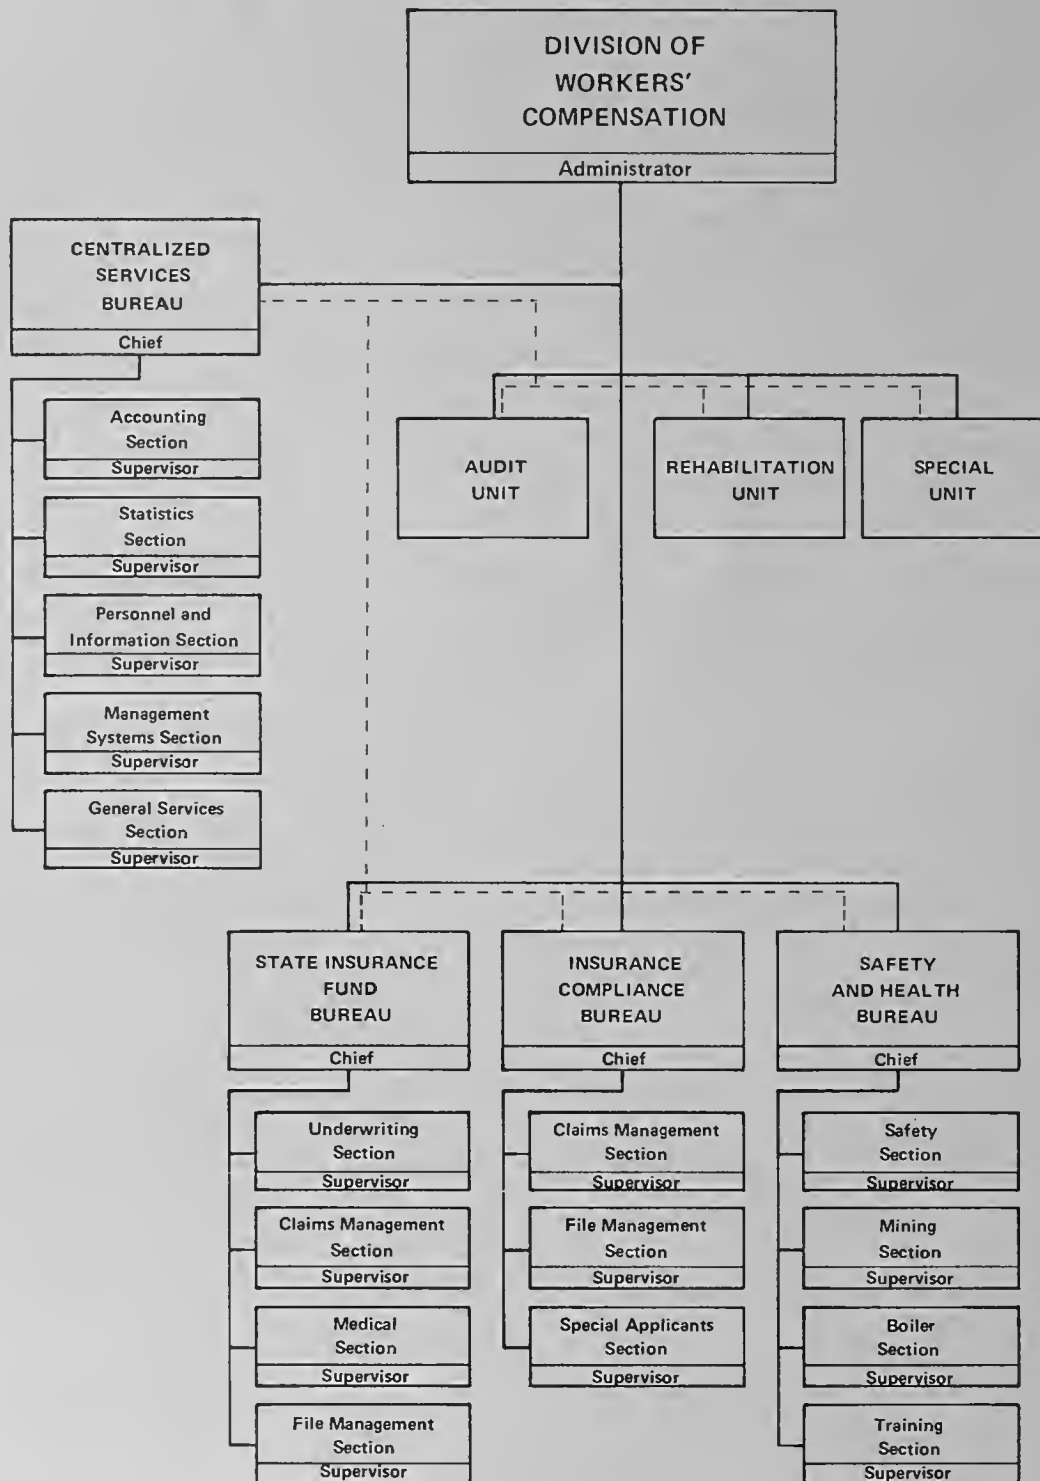 DIVISION OF
WORKERS'
COMPENSATION
Administrator
CENTRALIZED
SERVICES
BUREAU
Chief
Accounting
Section
Supervisor
Statistics
Section
Supervisor
Personnel and
Information Section
Supervisor
Management
Systems Section
Supervisor
General Services
Section
Supervisor
AUDIT
UNIT
REHABILITATION
UNIT
SPECIAL
UNIT
STATE INSURANCE
FUND
BUREAU
Chief
Underwriting
Section
Supervisor
Claims Management
Section
Supervisor
Medical
Section
Supervisor
File Management
Section
Supervisor
INSURANCE
COMPLIANCE
BUREAU
Chief
Claims Management
Section
Supervisor
File Management
Section
Supervisor
Special Applicants
Section
Supervisor
SAFETY
AND HEALTH
BUREAU
Chief
Safety
Section
Supervisor
Mining
Section
Supervisor
Boiler
Section
Supervisor
Training
Section
Supervisor